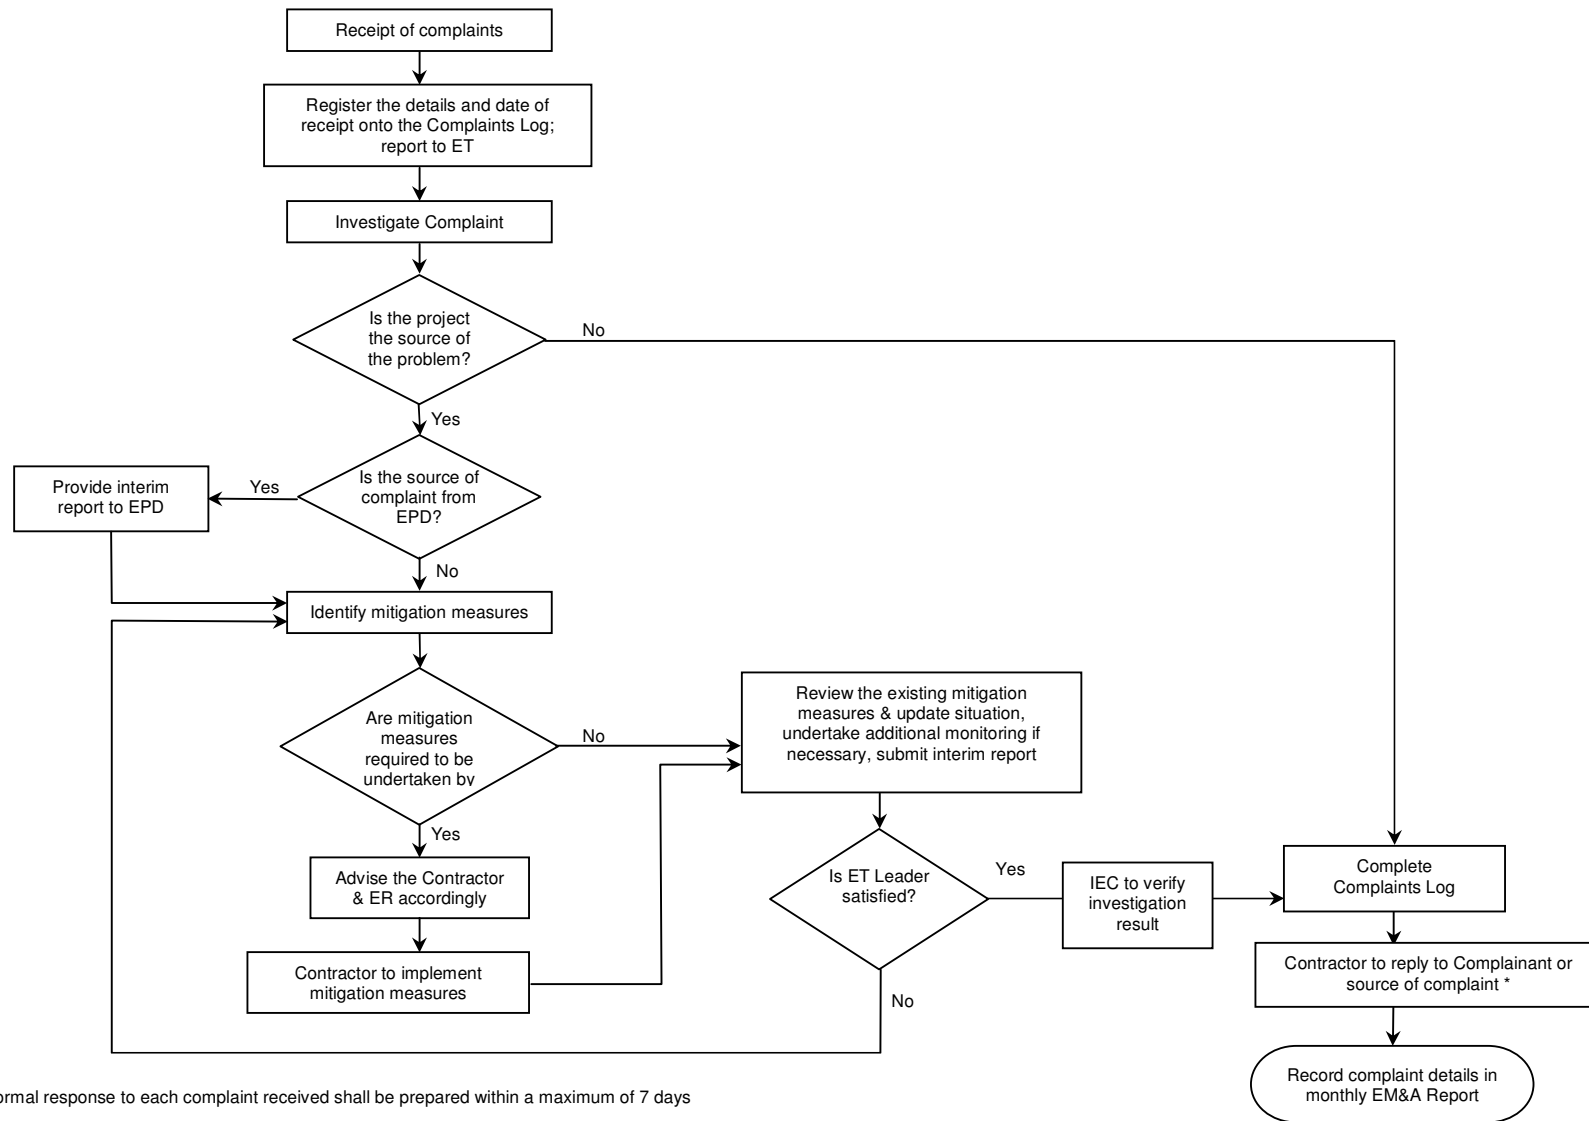 Receipt of complaints
Register the details and date of
receipt onto the Complaints Log;
report to ET
Investigate Complaint
Is the project
the source of
the problem?
No
Yes
Is the source of
complaint from
EPD?
Yes
Provide interim
report to EPD
No
Identify mitigation measures
Are mitigation
measures
required to be
undertaken by
No
Review the existing mitigation
measures & update situation,
undertake additional monitoring if
necessary, submit interim report
Yes
Advise the Contractor
& ER accordingly
Contractor to implement
mitigation measures
Is ET Leader
satisfied?
Yes
IEC to verify
investigation
result
No
Complete
Complaints Log
Contractor to reply to Complainant or
source of complaint *
Record complaint details in
monthly EM&A Report
ormal response to each complaint received shall be prepared within a maximum of 7 days